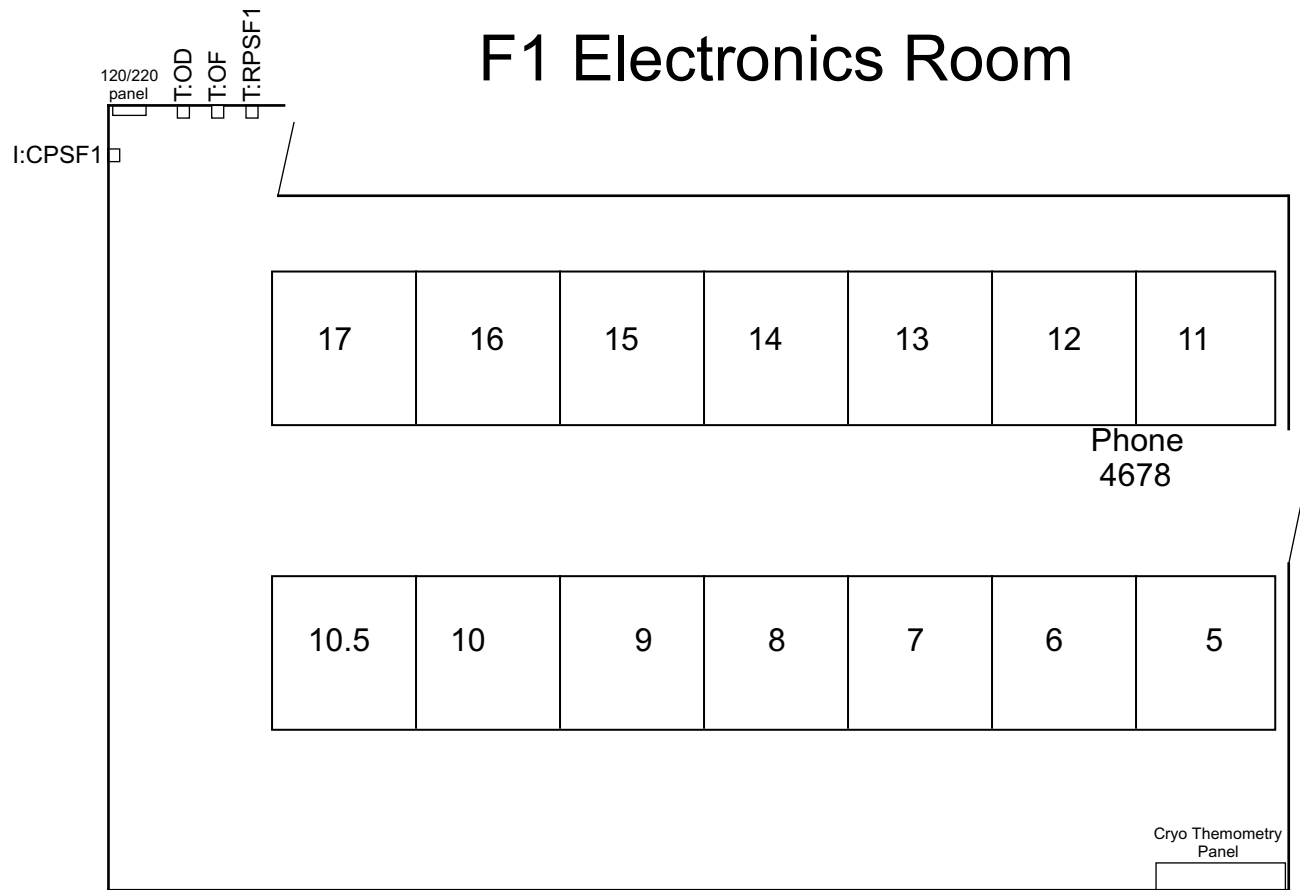 F1 Electronics Room
120/220
panel
T:OD
T:OF
T:RPSF1
I:CPSF1
17 16 15 14 13 12 11
Phone
4678
10.5 10 9 8 7 6 5
Cryo Themometry
Panel